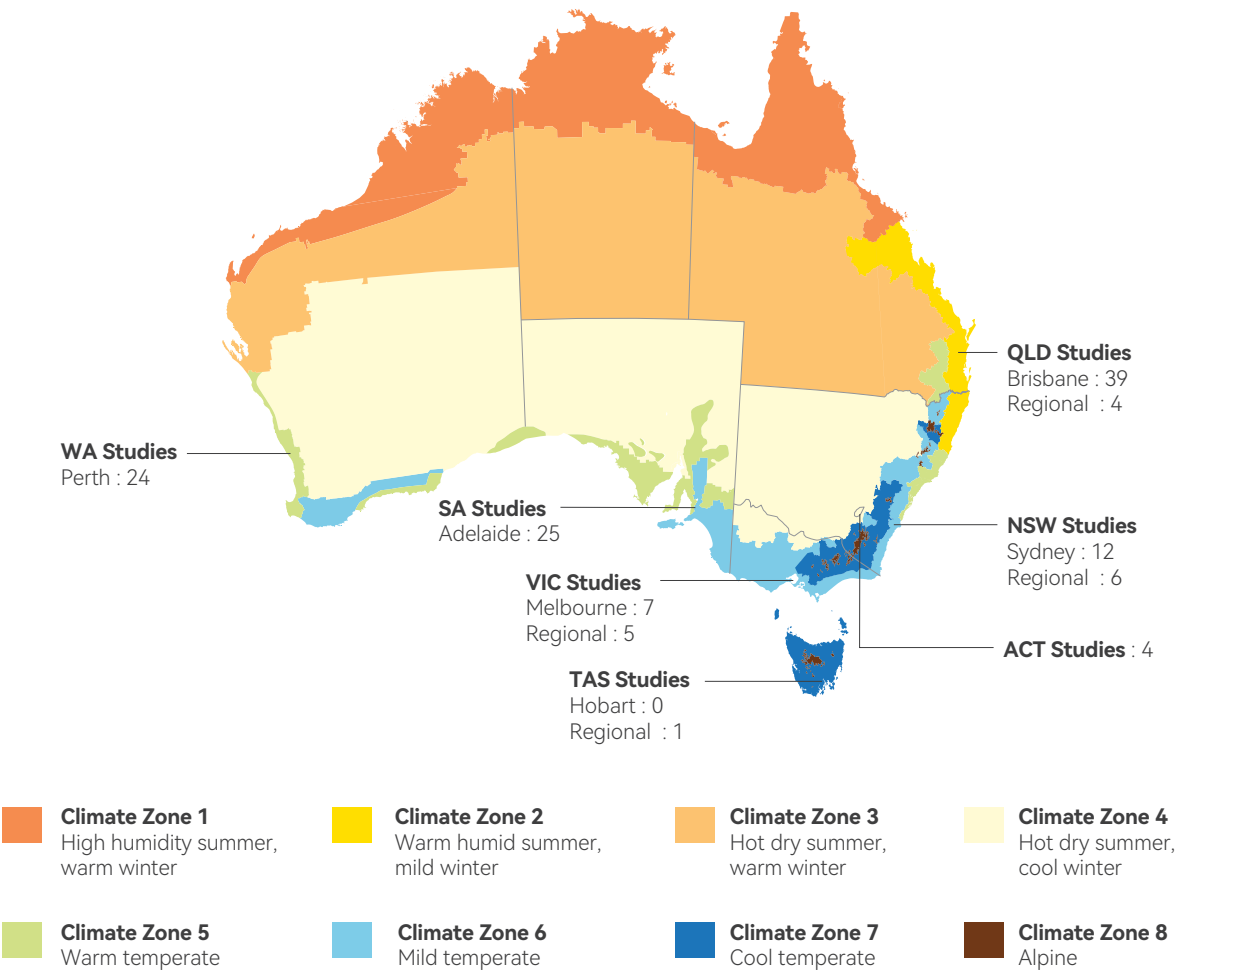 QLD Studies
Brisbane : 39
Regional : 4
WA Studies
Perth : 24
SA Studies
Adelaide : 25
NSW Studies
Sydney : 12
Regional : 6
VIC Studies
Melbourne : 7
Regional : 5
ACT Studies : 4
TAS Studies
Hobart : 0
Regional : 1
Climate Zone 1
High humidity summer,
warm winter
Climate Zone 2
Warm humid summer,
mild winter
Climate Zone 3
Hot dry summer,
warm winter
Climate Zone 4
Hot dry summer,
cool winter
Climate Zone 5
Warm temperate
Climate Zone 6
Mild temperate
Climate Zone 7
Cool temperate
Climate Zone 8
Alpine